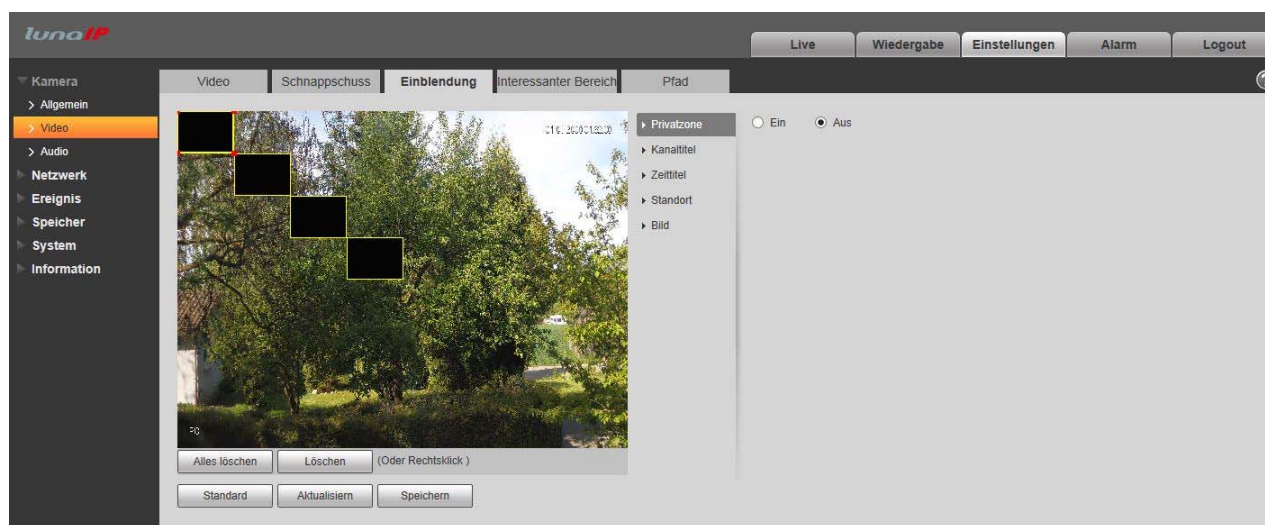 lunaIP
Live
Wiedergabe
Einstellungen
Alarm
Logout
Kamera
Allgemein
Video
Audio
Netzwerk
Ereignis
Speicher
System
Information
Video
Schnappschuss
Einblendung
Interessanter Bereich
Pfad
Privatzone
Kanaltitel
Zeittitel
Standort
Bild
Ein
Aus
Alles löschen
Löschen
(Oder Rechtsklick )
Standard
Aktualisiern
Speichern